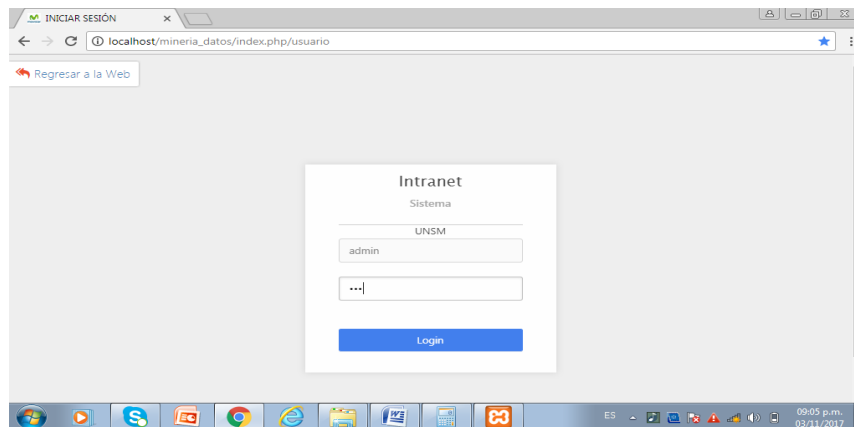 INICIAR SESIÓN
localhost/mineria_datos/index.php/usuario
Regresar a la Web
Intranet
Sistema
UNSM
admin
Login
ES
09:05 p.m.
03/11/2017